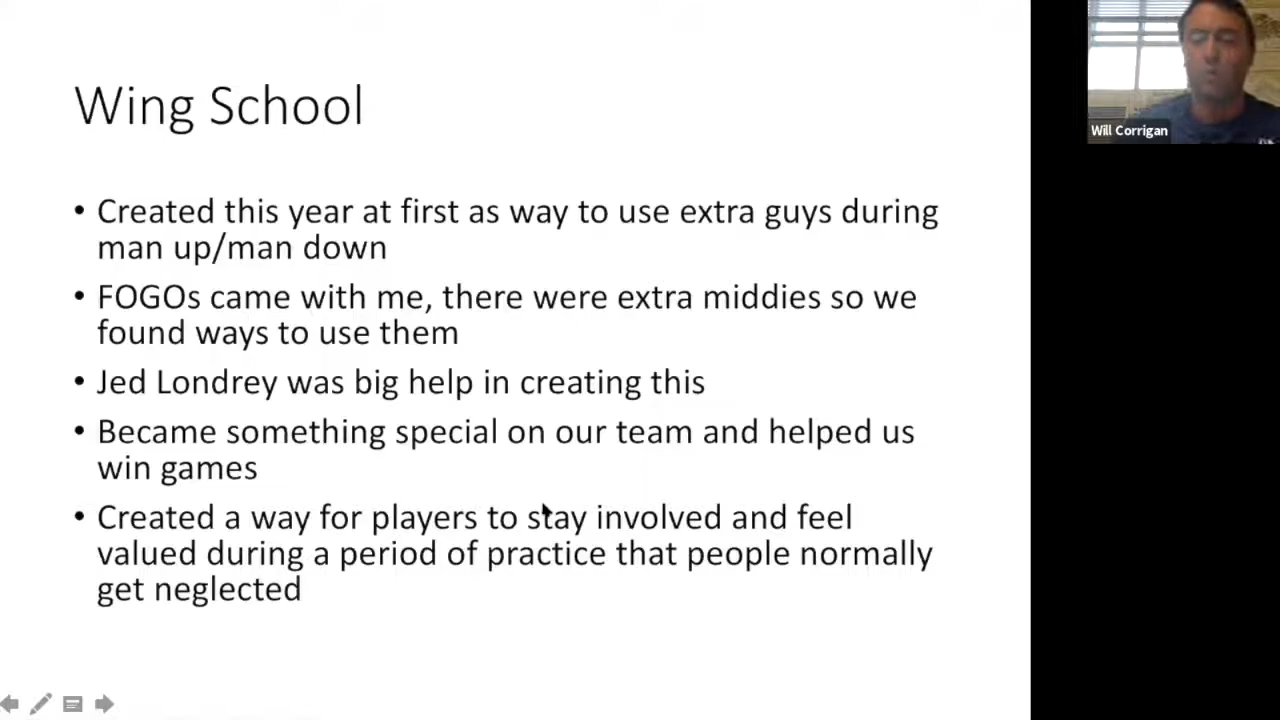 Wing School
• Created this year at first as way to use extra guys during
man up/man down
• FOGOs came with me, there were extra middies so we
found ways to use them
• Jed Londrey was big help in creating this
• Became something special on our team and helped us
win games
• Created a way for players to stay involved and feel
valued during a period of practice that people normally
get neglected
Will Corrigan